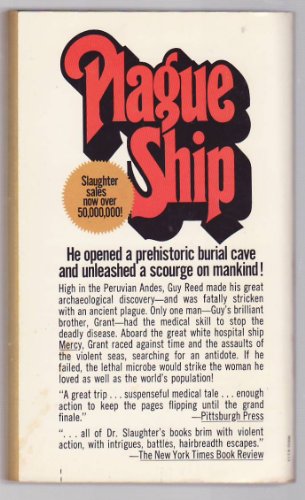 Plague
Ship
Slaughter
sales
now over
50,000,000!
He opened a prehistoric burial cave
and unleashed a scourge on mankind!
High in the Peruvian Andes, Guy Reed made his great
archaeological discovery—and was fatally stricken
with an ancient plague. Only one man—Guy's brilliant
brother, Grant—had the medical skill to stop the
deadly disease. Aboard the great white hospital ship
Mercy, Grant raced against time and the assaults of
the violent seas, searching for an antidote. If he
failed, the lethal microbe would strike the woman he
loved as well as the world's population!
"A great trip . . . suspenseful medical tale . . . enough
action to keep the pages flipping until the grand
finale."
—Pittsburgh Press
". . . all of Dr. Slaughter's books brim with violent
action, with intrigues, battles, hairbreadth escapes."
—The New York Times Book Review